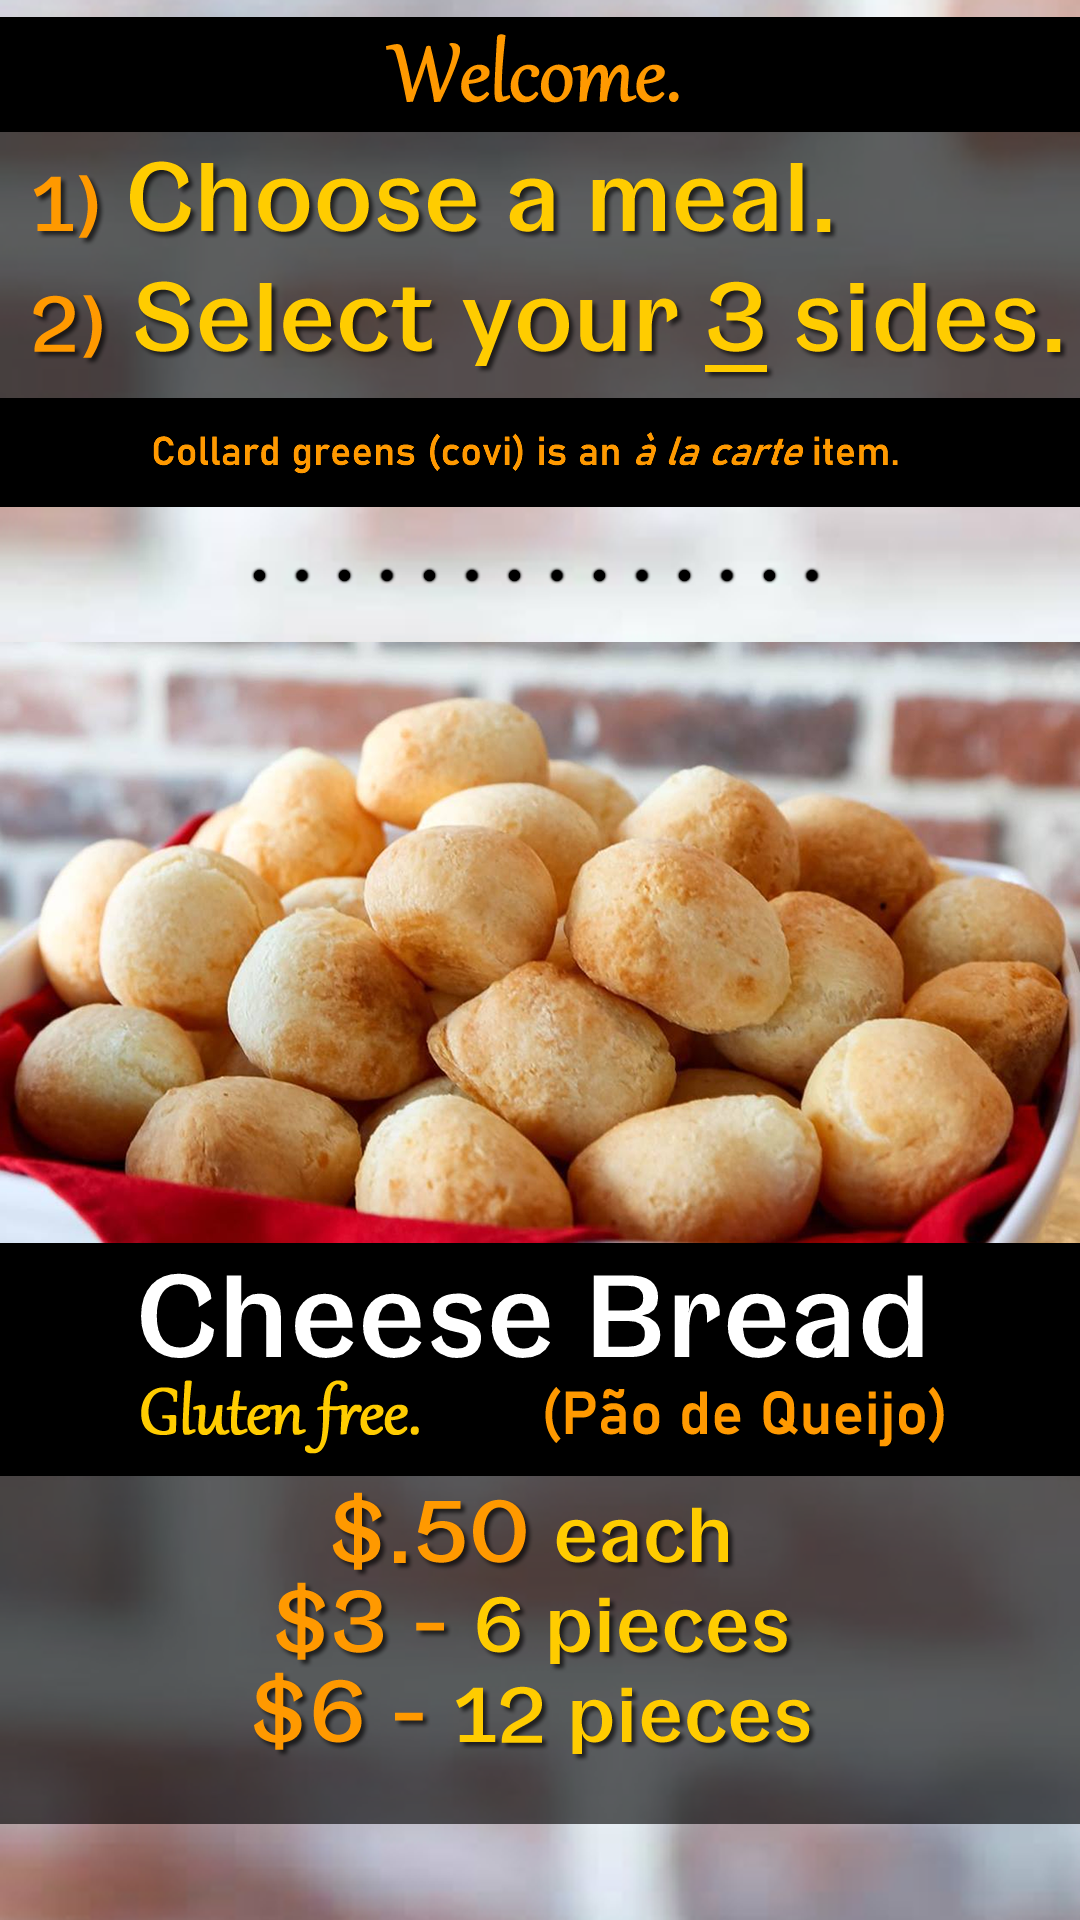 Welcome.
1) Choose a meal.
2) Select your 3 sides.
Collard greens (covi) is an à la carte item.
Cheese Bread
Gluten free. (Pão de Queijo)
$.50 each
$3 - 6 pieces
$6 - 12 pieces